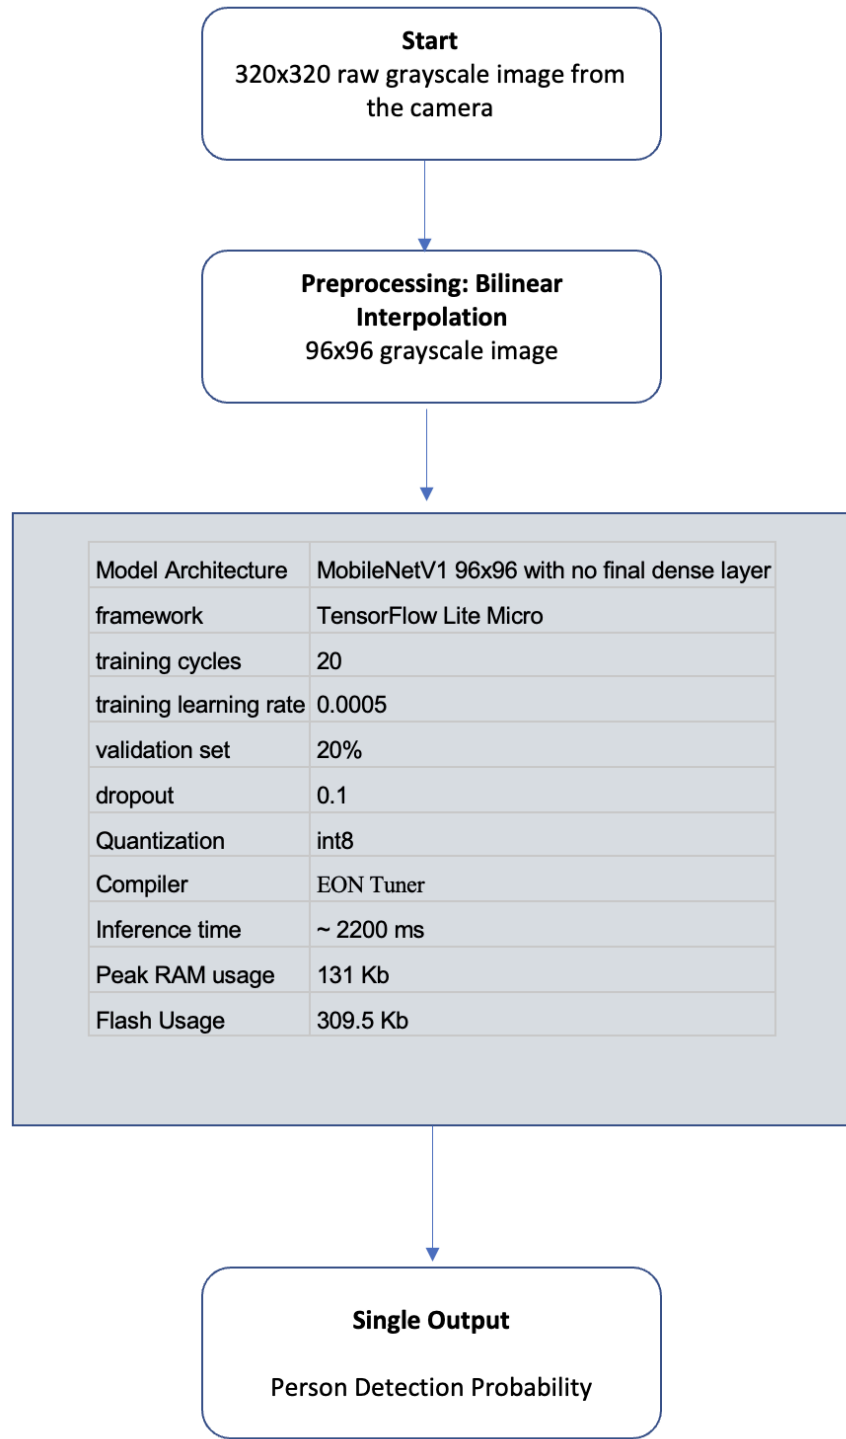 Start
320x320 raw grayscale image from
the camera
Preprocessing: Bilinear
Interpolation
96x96 grayscale image
Model Architecture MobileNetV1 96x96 with no final dense layer
framework TensorFlow Lite Micro
training cycles 20
training learning rate 0.0005
validation set 20%
dropout 0.1
Quantization int8
Compiler EON Tuner
Inference time ~ 2200 ms
Peak RAM usage 131 Kb
Flash Usage 309.5 Kb
Single Output
Person Detection Probability